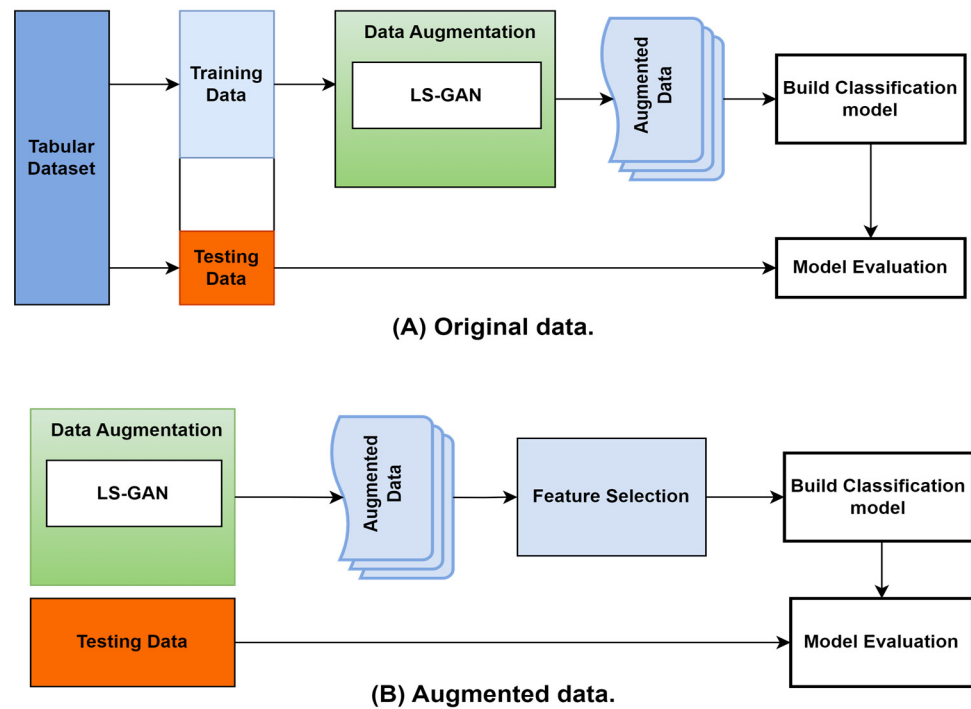 Tabular
Dataset
Training
Data
Testing
Data
Data Augmentation
LS-GAN
Augmented
Data
Build Classification
model
Model Evaluation
(A) Original data.
Data Augmentation
LS-GAN
Augmented
Data
Feature Selection
Build Classification
model
Testing Data
Model Evaluation
(B) Augmented data.